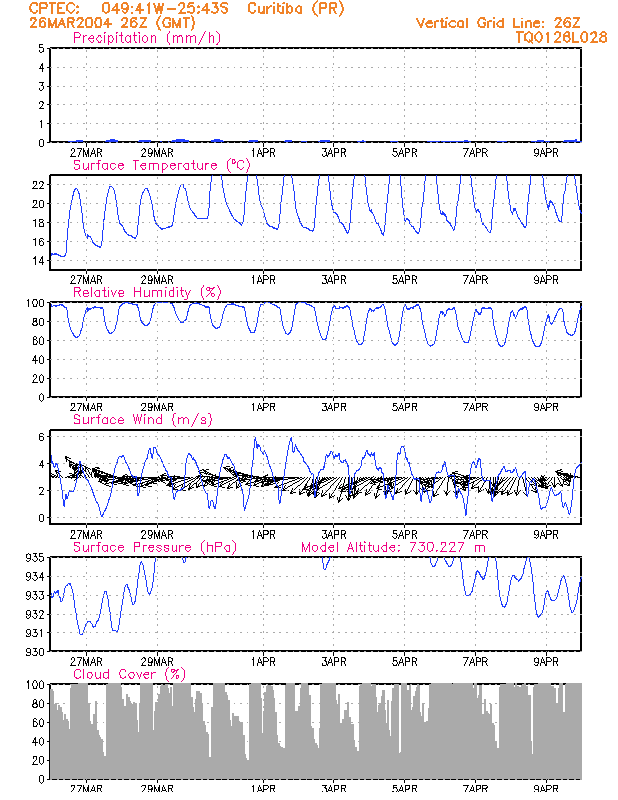 CPTEC: 049:41W-25:43S Curitiba (PR)
26MAR2004 26Z (GMT) Vertical Grid Line: 26Z
Precipitation (mm/h) TQ0126L028
5
4
3
2
1
0
27MAR 29MAR 1APR 3APR 5APR 7APR 9APR
Surface Temperature (ºC)
22
20
18
16
14
27MAR 29MAR 1APR 3APR 5APR 7APR 9APR
Relative Humidity (%)
100
80
60
40
20
0
27MAR 29MAR 1APR 3APR 5APR 7APR 9APR
Surface Wind (m/s)
6
4
2
0
27MAR 29MAR 1APR 3APR 5APR 7APR 9APR
Surface Pressure (hPa) Model Altitude: 730.227 m
935
934
933
932
931
930
27MAR 29MAR 1APR 3APR 5APR 7APR 9APR
Cloud Cover (%)
100
80
60
40
20
0
27MAR 29MAR 1APR 3APR 5APR 7APR 9APR